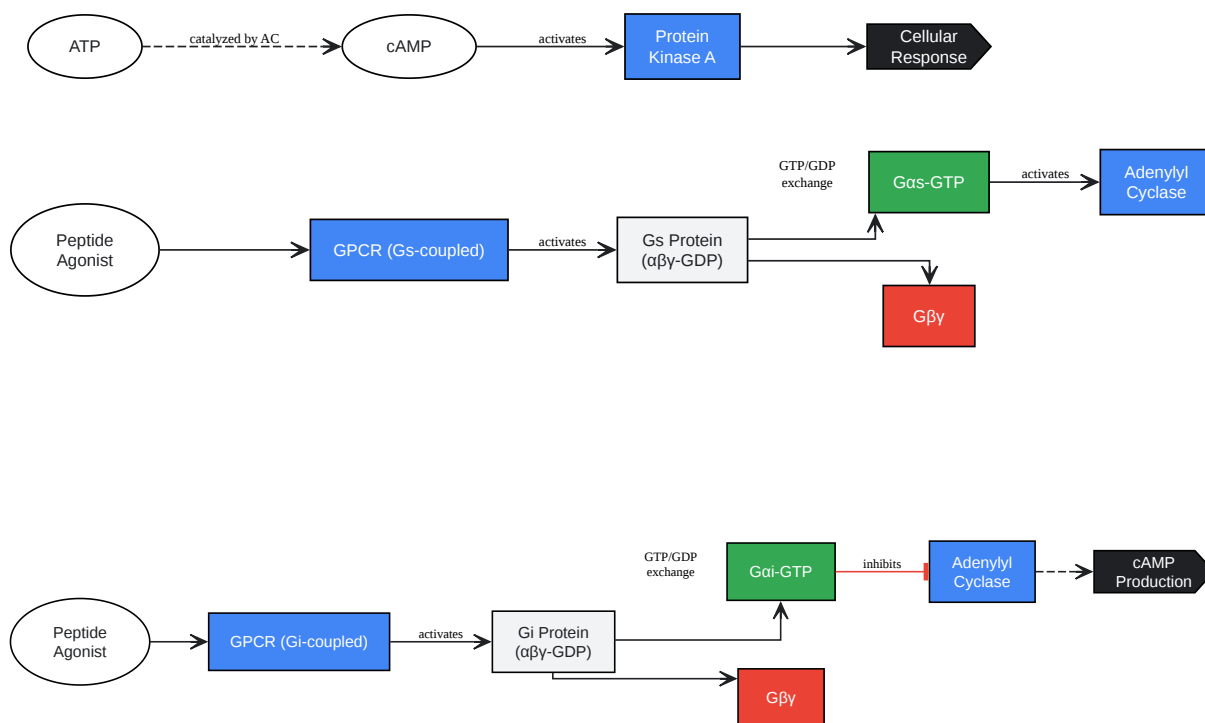 ATP
catalyzed by AC
cAMP
activates
Protein
Kinase A
Cellular
Response
Peptide
Agonist
GPCR (Gs-coupled)
activates
Gs Protein
(αβγ-GDP)
GTP/GDP
exchange
Gαs-GTP
activates
Adenylyl
Cyclase
Gβγ
Peptide
Agonist
GPCR (Gi-coupled)
activates
Gi Protein
(αβγ-GDP)
GTP/GDP
exchange
Gαi-GTP
inhibits
Adenylyl
Cyclase
cAMP
Production
Gβγ